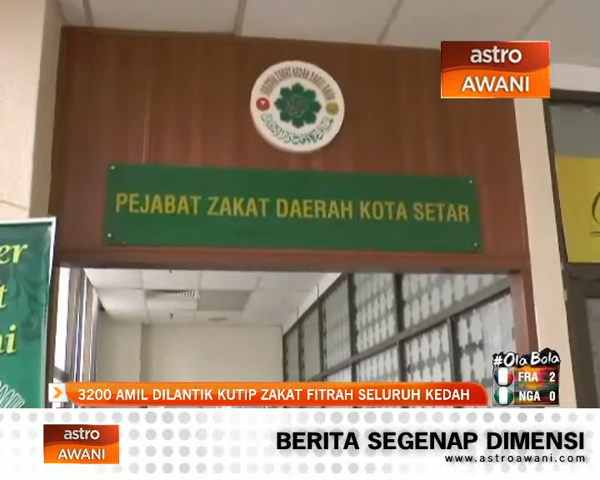 astro
AWANI
PEJABAT ZAKAT DAERAH KOTA SETAR
#OlaBola
FRA 2
NGA 0
3200 AMIL DILANTIK KUTIP ZAKAT FITRAH SELURUH KEDAH
astro
AWANI
BERITA SEGENAP DIMENSI
www.astroawani.com